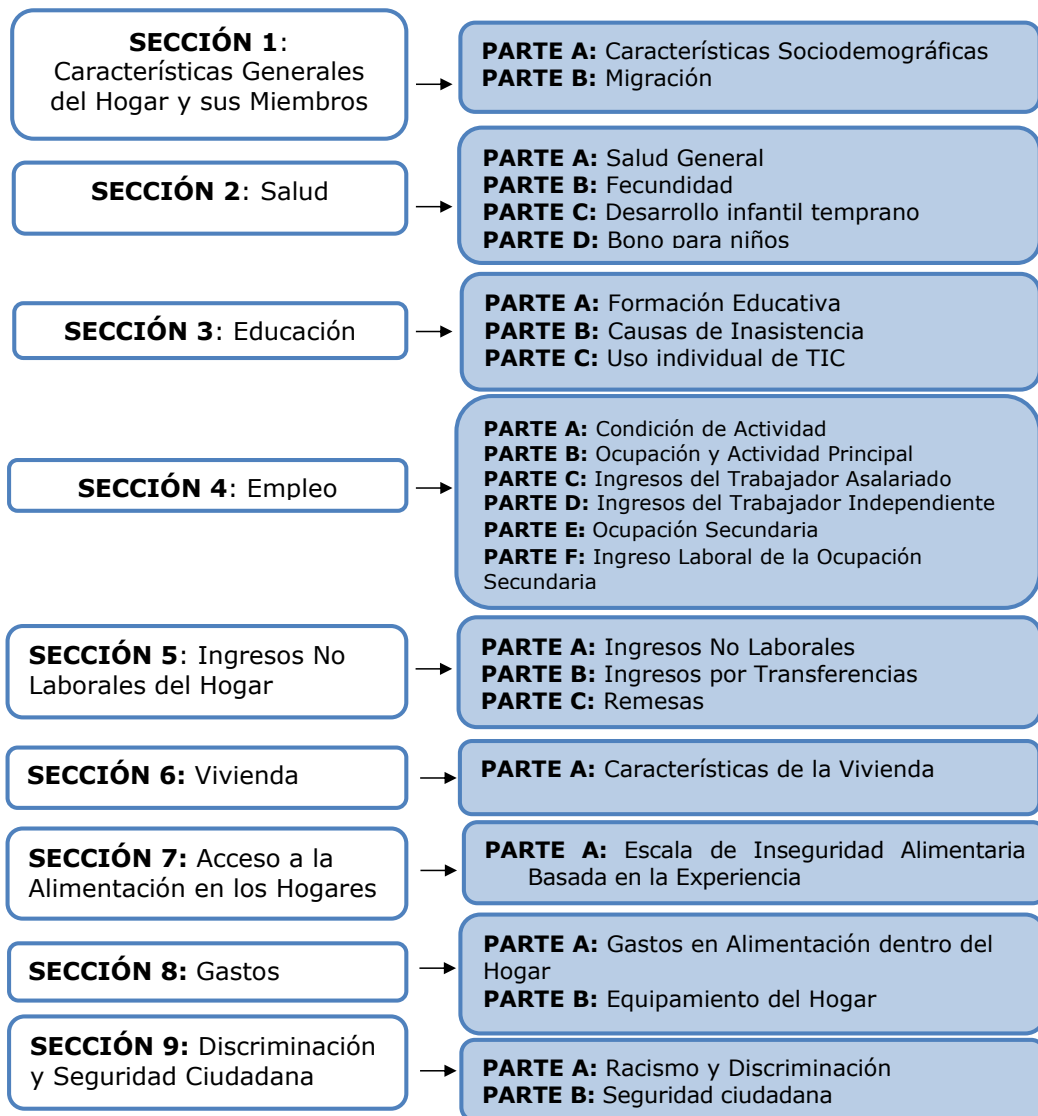 SECCIÓN 1:
Características Generales
del Hogar y sus Miembros
PARTE A: Características Sociodemográficas
PARTE B: Migración
SECCIÓN 2: Salud
PARTE A: Salud General
PARTE B: Fecundidad
PARTE C: Desarrollo infantil temprano
PARTE D: Bono para niños
SECCIÓN 3: Educación
PARTE A: Formación Educativa
PARTE B: Causas de Inasistencia
PARTE C: Uso individual de TIC
SECCIÓN 4: Empleo
PARTE A: Condición de Actividad
PARTE B: Ocupación y Actividad Principal
PARTE C: Ingresos del Trabajador Asalariado
PARTE D: Ingresos del Trabajador Independiente
PARTE E: Ocupación Secundaria
PARTE F: Ingreso Laboral de la Ocupación
Secundaria
SECCIÓN 5: Ingresos No
Laborales del Hogar
PARTE A: Ingresos No Laborales
PARTE B: Ingresos por Transferencias
PARTE C: Remesas
SECCIÓN 6: Vivienda
PARTE A: Características de la Vivienda
SECCIÓN 7: Acceso a la
Alimentación en los Hogares
PARTE A: Escala de Inseguridad Alimentaria
Basada en la Experiencia
SECCIÓN 8: Gastos
PARTE A: Gastos en Alimentación dentro del
Hogar
PARTE B: Equipamiento del Hogar
SECCIÓN 9: Discriminación
y Seguridad Ciudadana
PARTE A: Racismo y Discriminación
PARTE B: Seguridad ciudadana